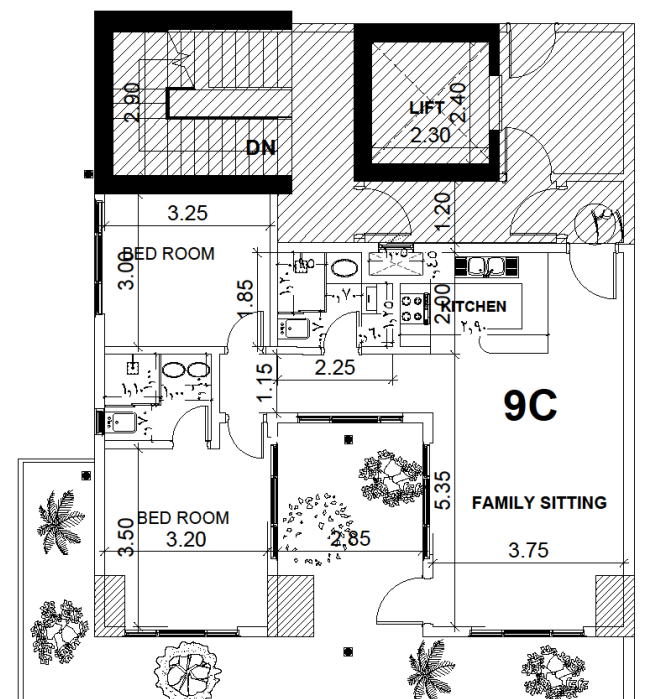 2.90
DN
LIFT
2.40
2.30
1.20
3.25
BED ROOM
3.00
1.85
2.00
KITCHEN
٢,٩٠
2.25
1.15
9C
BED ROOM
3.50
3.20
2.85
5.35
FAMILY SITTING
3.75